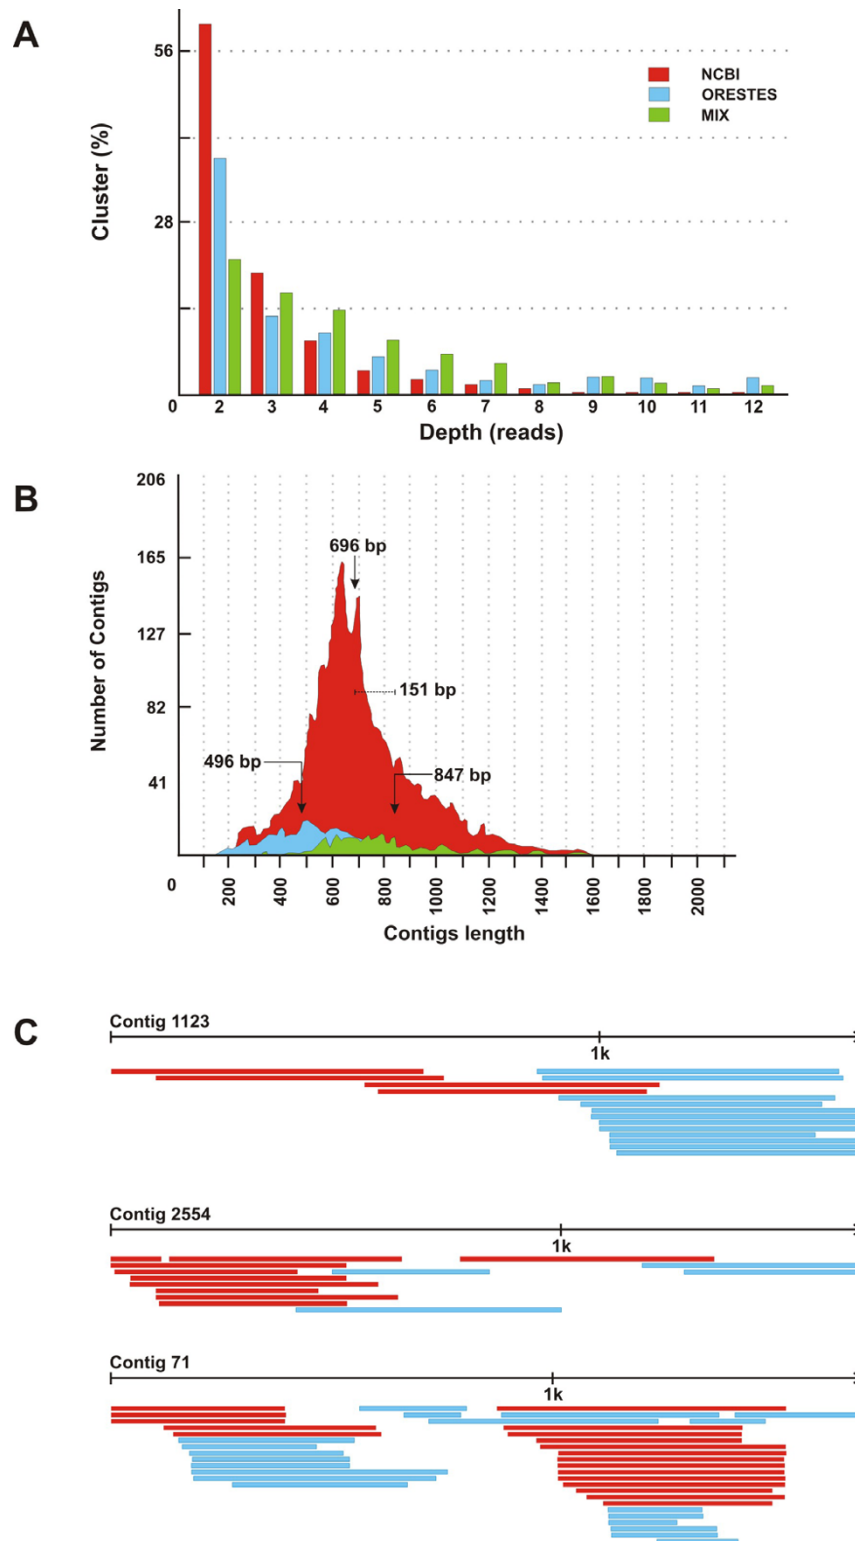 A
56
28
0
Cluster (%)
NCBI
ORESTES
MIX
2 3 4 5 6 7 8 9 10 11 12
Depth (reads)
B
206
165
127
82
41
0
Number of Contigs
696 bp
151 bp
496 bp
847 bp
200 400 600 800 1000 1200 1400 1600 2000
Contigs length
C
Contig 1123
1k
Contig 2554
1k
Contig 71
1k